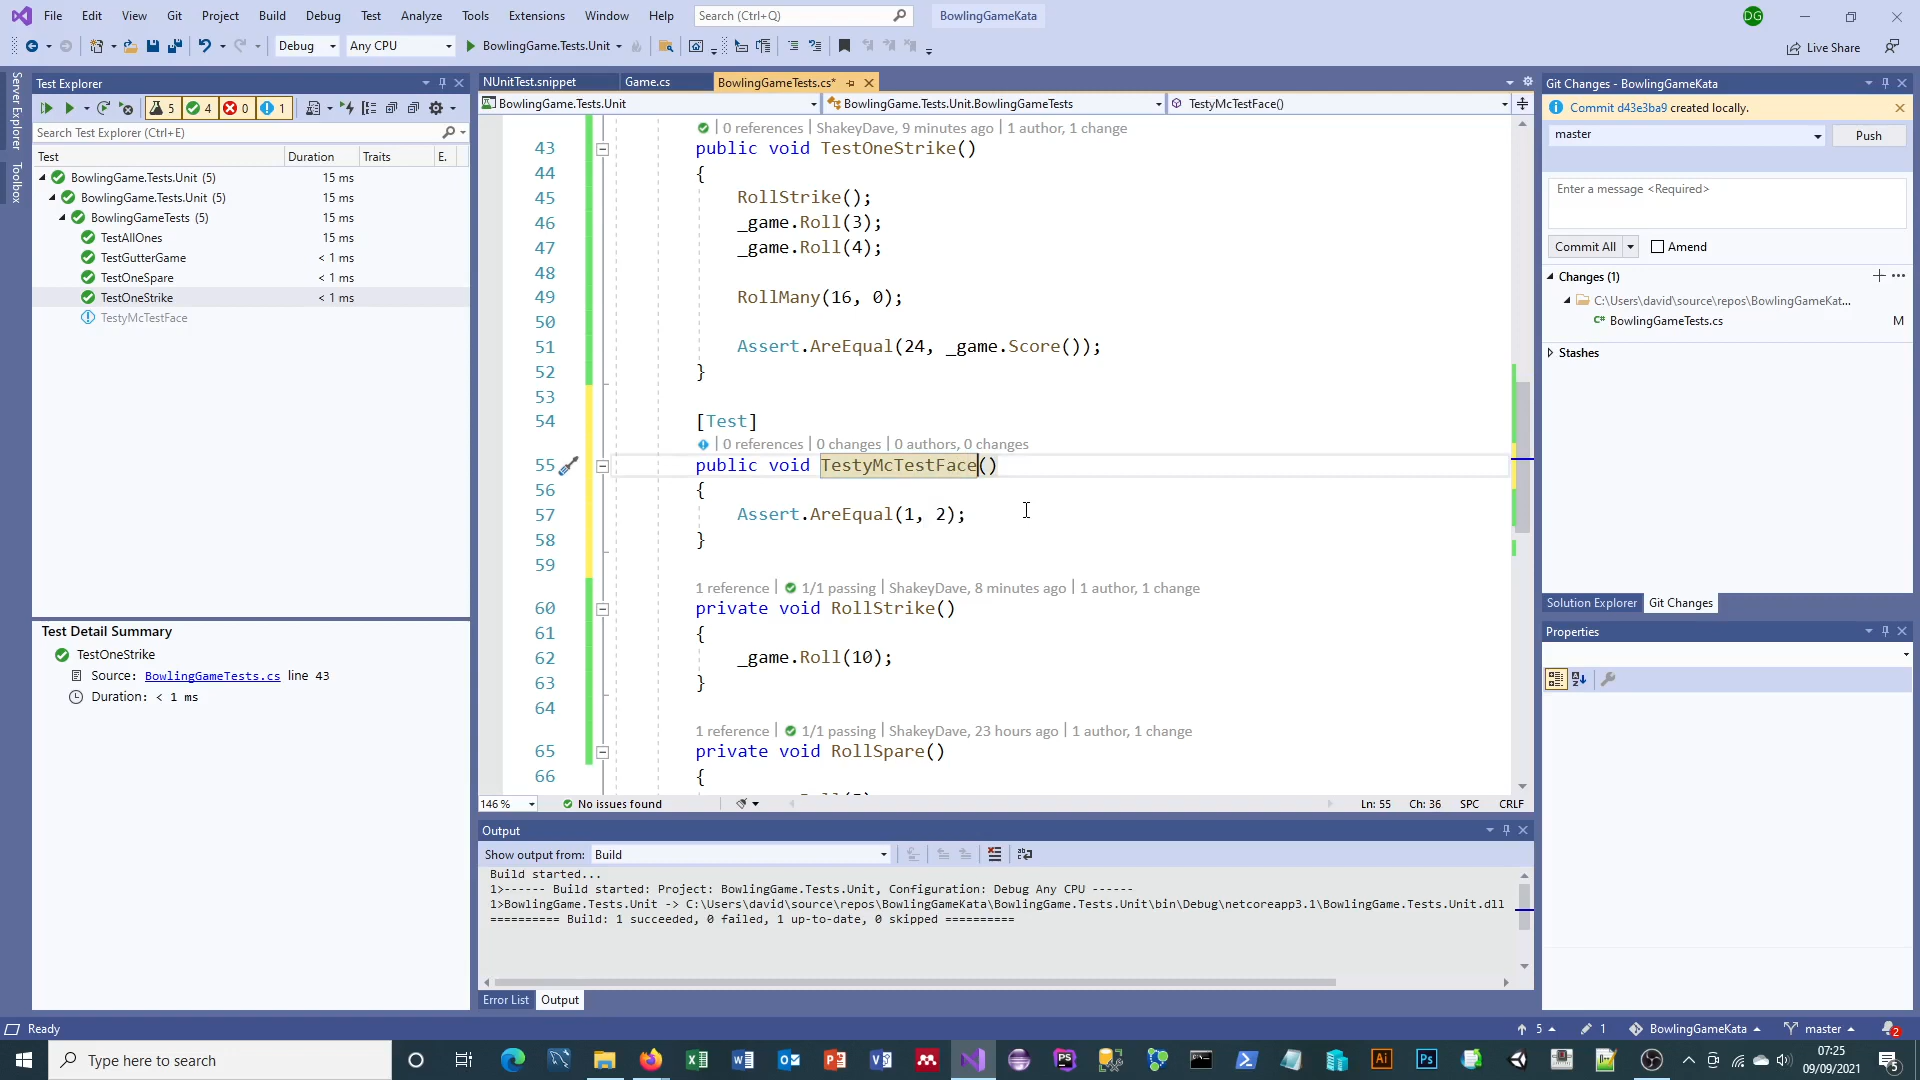 File Edit View Git Project Build Debug Test Analyze Tools Extensions Window Help Search (Ctrl+Q) BowlingGameKata DG
Debug Any CPU BowlingGame.Tests.Unit Live Share
Server Explorer
Toolbox
Test Explorer
5 4 0 1
Search Test Explorer (Ctrl+E)
Test Duration Traits E.
BowlingGame.Tests.Unit (5) 15 ms
BowlingGame.Tests.Unit (5) 15 ms
BowlingGameTests (5) 15 ms
TestAllOnes 15 ms
TestGutterGame < 1 ms
TestOneSpare < 1 ms
TestOneStrike < 1 ms
TestyMcTestFace
Test Detail Summary
TestOneStrike
Source: BowlingGameTests.cs line 43
Duration: < 1 ms
NUnitTest.snippet Game.cs BowlingGameTests.cs*
BowlingGame.Tests.Unit BowlingGame.Tests.Unit.BowlingGameTests TestyMcTestFace()
0 references | ShakeyDave, 9 minutes ago | 1 author, 1 change
43 public void TestOneStrike()
44 {
45 RollStrike();
46 _game.Roll(3);
47 _game.Roll(4);
48
49 RollMany(16, 0);
50
51 Assert.AreEqual(24, _game.Score());
52 }
53
54 [Test]
| 0 references | 0 changes | 0 authors, 0 changes
55 public void TestyMcTestFace()
56 {
57 Assert.AreEqual(1, 2);
58 }
59
1 reference | 1/1 passing | ShakeyDave, 8 minutes ago | 1 author, 1 change
60 private void RollStrike()
61 {
62 _game.Roll(10);
63 }
64
1 reference | 1/1 passing | ShakeyDave, 23 hours ago | 1 author, 1 change
65 private void RollSpare()
66 {
146 % No issues found Ln: 55 Ch: 36 SPC CRLF
Output
Show output from: Build
Build started...
1>------ Build started: Project: BowlingGame.Tests.Unit, Configuration: Debug Any CPU ------
1>BowlingGame.Tests.Unit -> C:\Users\david\source\repos\BowlingGameKata\BowlingGame.Tests.Unit\bin\Debug\netcoreapp3.1\BowlingGame.Tests.Unit.dll
========== Build: 1 succeeded, 0 failed, 1 up-to-date, 0 skipped ==========
Error List Output
Git Changes - BowlingGameKata
Commit d43e3ba9 created locally.
master Push
Enter a message <Required>
Commit All Amend
Changes (1)
C:\Users\david\source\repos\BowlingGameKat...
BowlingGameTests.cs M
Stashes
Solution Explorer Git Changes
Properties
Ready 5 1 BowlingGameKata master 2
Type here to search
07:25
09/09/2021
5